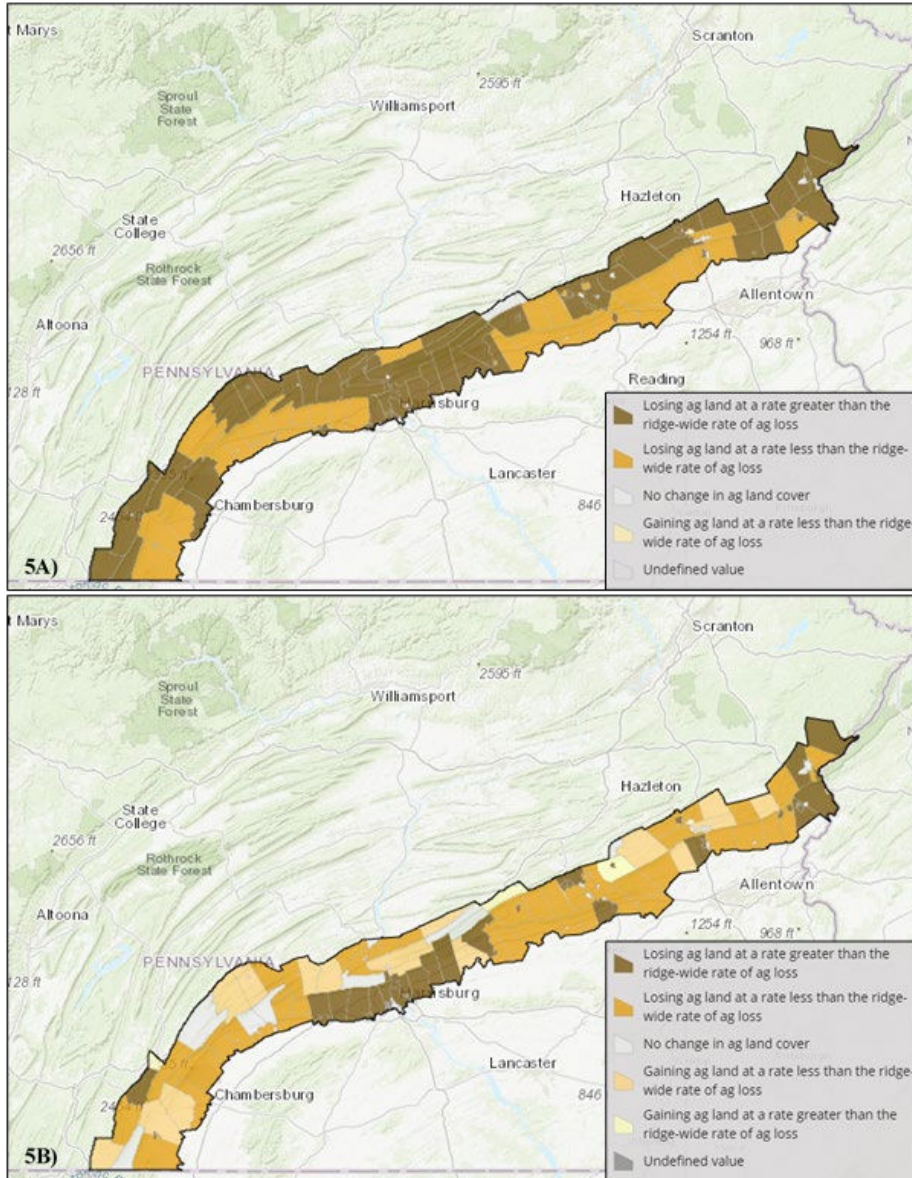 t Marys
Scranton
2595 ft
Williamsport
Sproul
State
Forest
Hazleton
State
College
2656 ft
Rothrock
State Forest
Allentown
Altoona
1254 ft
968 ft
PENNSYLVANIA
128 ft
Reading
Harrisburg
Losing ag land at a rate greater than the
ridge-wide rate of ag loss
Lancaster
Losing ag land at a rate less than the ridge-
wide rate of ag loss
Chambersburg
846
No change in ag land cover
Gaining ag land at a rate less than the ridge-
wide rate of ag loss
Undefined value
5A)
t Marys
Scranton
2595 ft
Williamsport
Sproul
State
Forest
Hazleton
State
College
2656 ft
Rothrock
State Forest
Allentown
Altoona
1254 ft
968 ft
PENNSYLVANIA
128 ft
Reading
Harrisburg
Losing ag land at a rate greater than the
ridge-wide rate of ag loss
Losing ag land at a rate less than the ridge-
wide rate of ag loss
Lancaster
No change in ag land cover
Chambersburg
846
Gaining ag land at a rate less than the ridge-
wide rate of ag loss
Gaining ag land at a rate greater than the
ridge-wide rate of ag loss
Undefined value
5B)